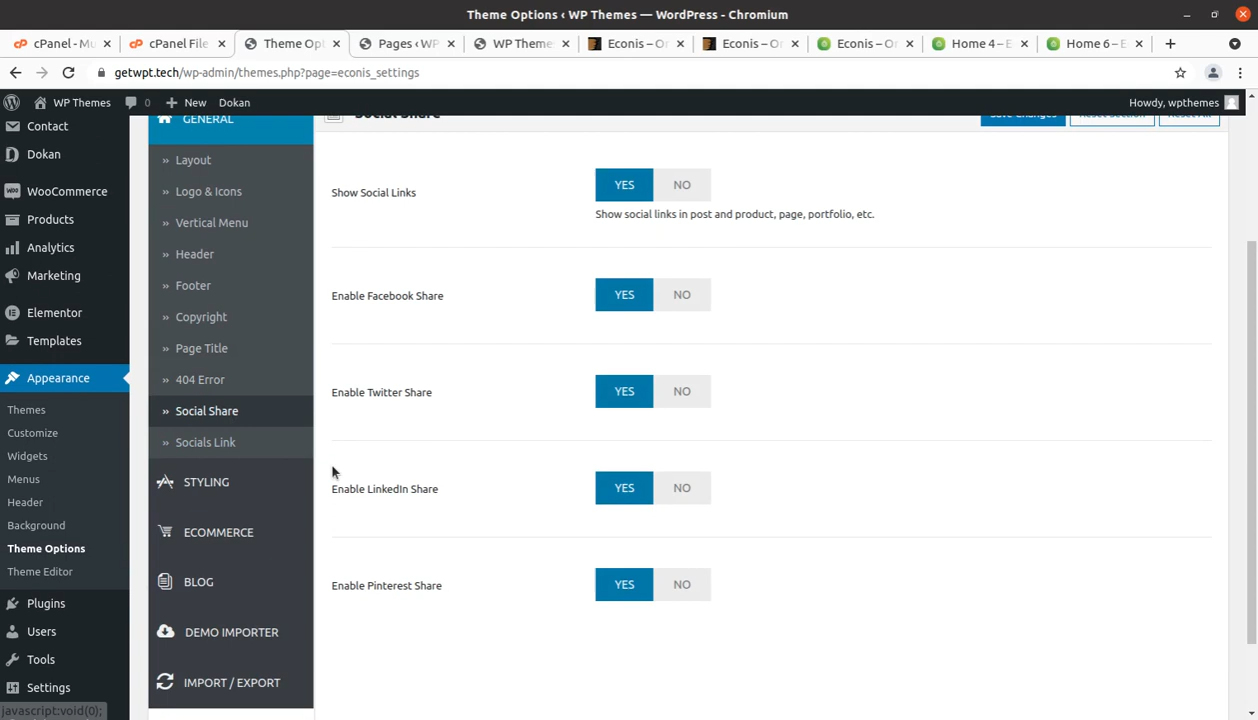 Theme Options ‹ WP Themes — WordPress - Chromium
cPanel - Mu
cPanel File
Theme Opt
Pages ‹ WP
WP Theme
Econis – Or
Econis – Or
Econis – Or
Home 4 – E
Home 6 – E
getwpt.tech/wp-admin/themes.php?page=econis_settings
WP Themes
0
New
Dokan
Howdy, wpthemes
Contact
Dokan
WooCommerce
Products
Analytics
Marketing
Elementor
Templates
Appearance
Themes
Customize
Widgets
Menus
Header
Background
Theme Options
Theme Editor
Plugins
Users
Tools
Settings
javascript:void(0);
GENERAL
» Layout
» Logo & Icons
» Vertical Menu
» Header
» Footer
» Copyright
» Page Title
» 404 Error
» Social Share
» Socials Link
STYLING
ECOMMERCE
BLOG
DEMO IMPORTER
IMPORT / EXPORT
Social Share
Save Changes
Reset Section
Reset All
Show Social Links
YES
NO
Show social links in post and product, page, portfolio, etc.
Enable Facebook Share
YES
NO
Enable Twitter Share
YES
NO
Enable LinkedIn Share
YES
NO
Enable Pinterest Share
YES
NO